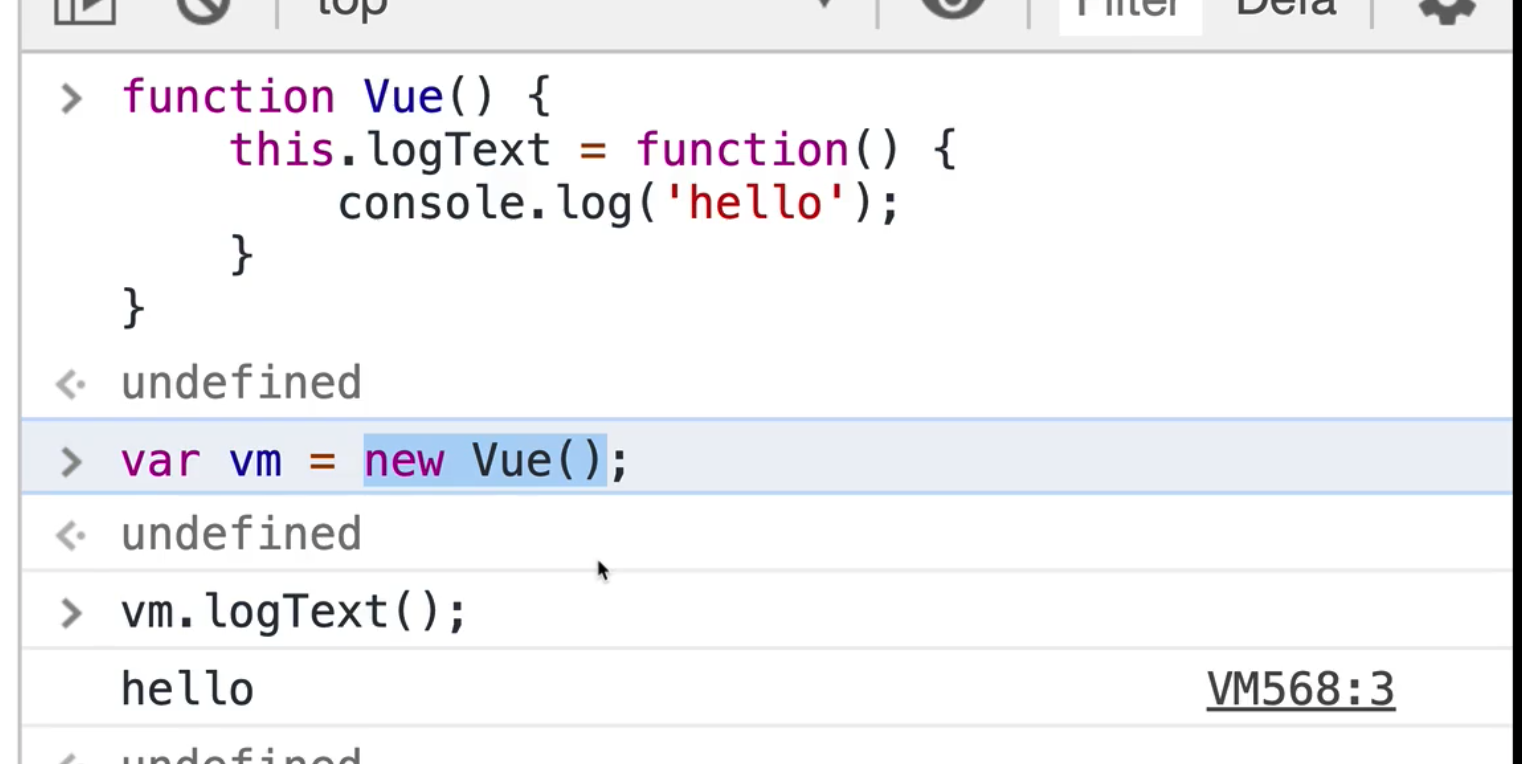 top Filter Defa
> function Vue() {
this.logText = function() {
console.log('hello');
}
}
undefined
> var vm = new Vue();
undefined
> vm.logText();
hello VM568:3
undefined